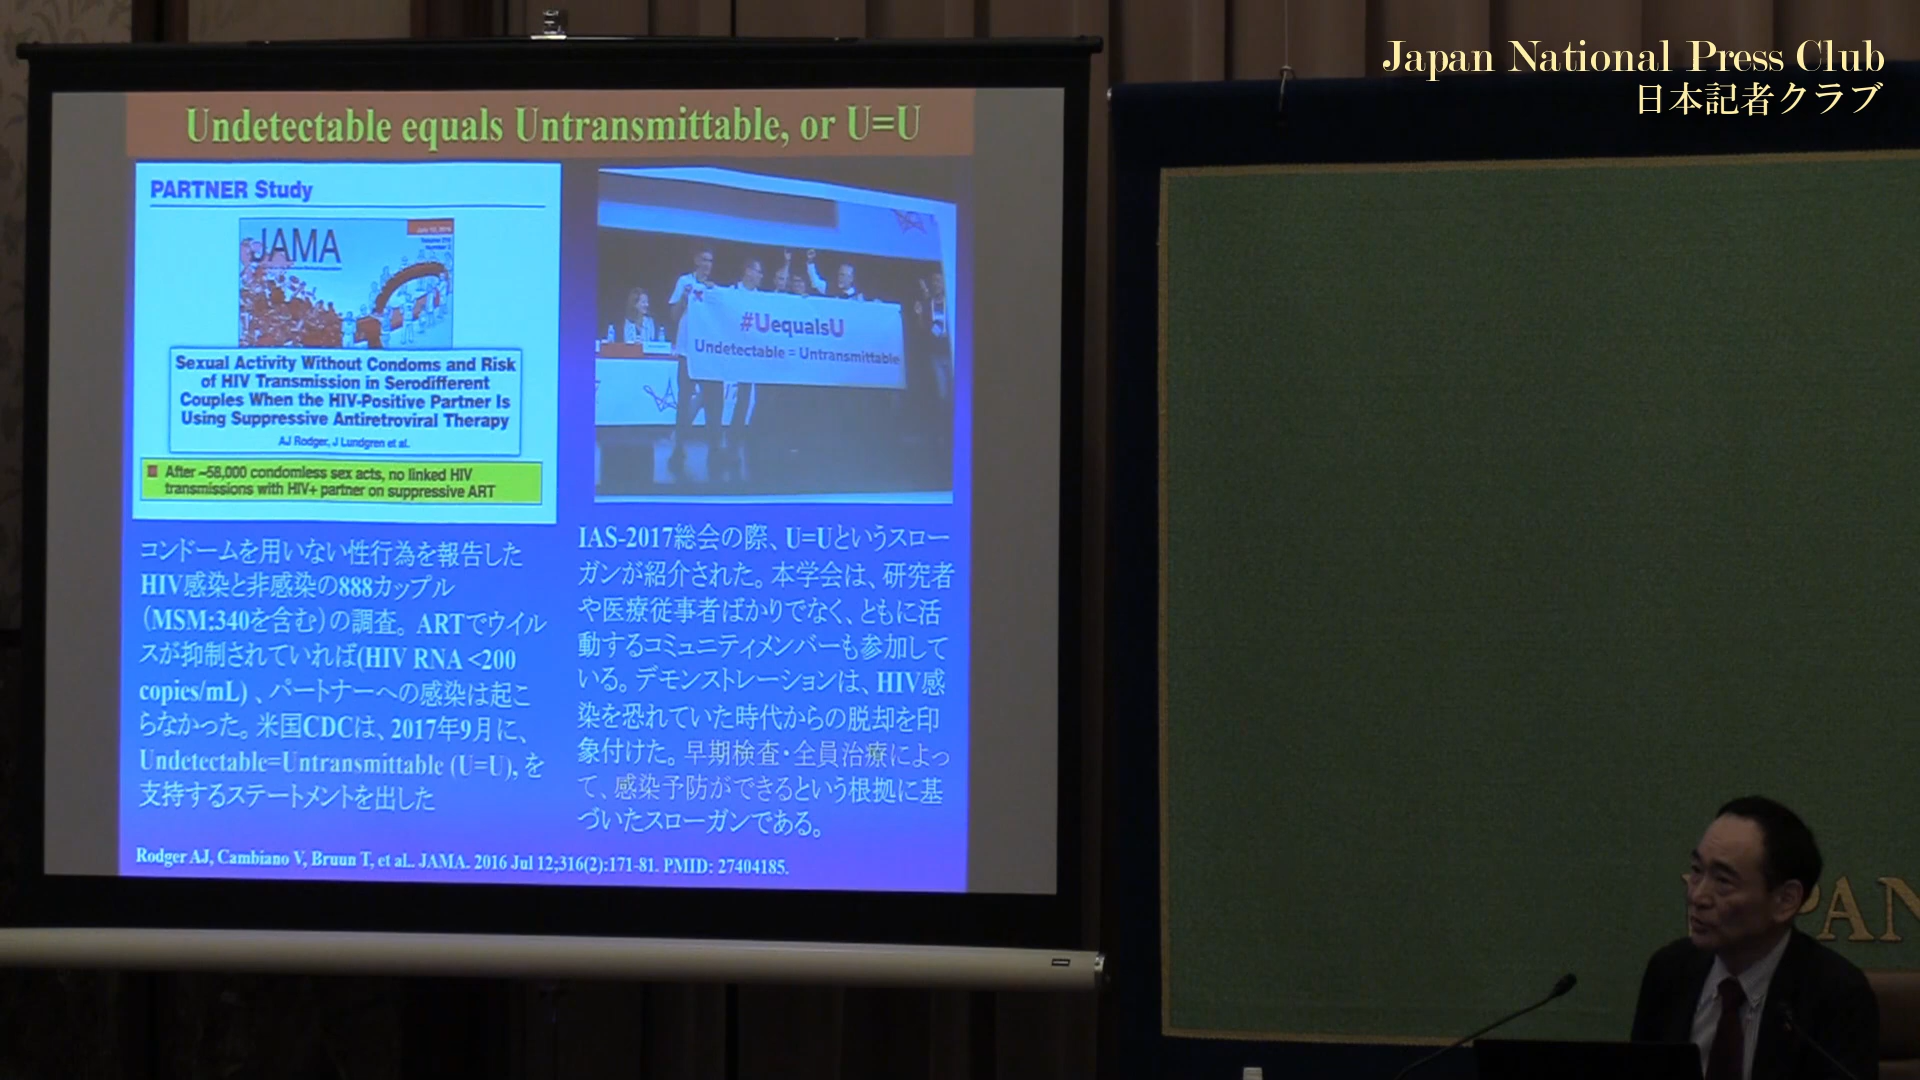 Japan National Press Club
日本記者クラブ
Undetectable equals Untransmittable, or U=U
PARTNER Study
JAMA
Sexual Activity Without Condoms and Risk
of HIV Transmission in Serodifferent
Couples When the HIV-Positive Partner Is
Using Suppressive Antiretroviral Therapy
AJ Rodger, J Lundgren et al.
After ~58,000 condomless sex acts, no linked HIV
transmissions with HIV+ partner on suppressive ART
コンドームを用いない性行為を報告した
HIV感染と非感染の888カップル
（MSM:340を含む）の調査。ARTでウイル
スが抑制されていれば(HIV RNA <200
copies/mL) 、パートナーへの感染は起こ
らなかった。米国CDCは、2017年9月に、
Undetectable=Untransmittable (U=U), を
支持するステートメントを出した
#UequalsU
Undetectable = Untransmittable
IAS-2017総会の際、U=Uというスロー
ガンが紹介された。本学会は、研究者
や医療従事者ばかりでなく、ともに活
動するコミュニティメンバーも参加して
いる。デモンストレーションは、HIV感
染を恐れていた時代からの脱却を印
象付けた。早期検査・全員治療によっ
て、感染予防ができるという根拠に基
づいたスローガンである。
Rodger AJ, Cambiano V, Bruun T, et al.. JAMA. 2016 Jul 12;316(2):171-81. PMID: 27404185.
PAN